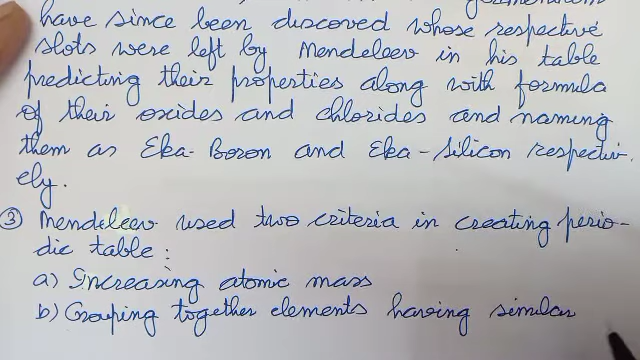 have since been discoved whose respective
slots were left by Mendeleev in his table
predicting their properties along with formula
of their oxides and chlorides and naming
them as Eka-Boron and Eka-Silicon respectiv-
ely.
③ Mendeleev used two criteria in creating perio-
dic table:
a) Increasing atomic mass
b) Grouping together elements having similar